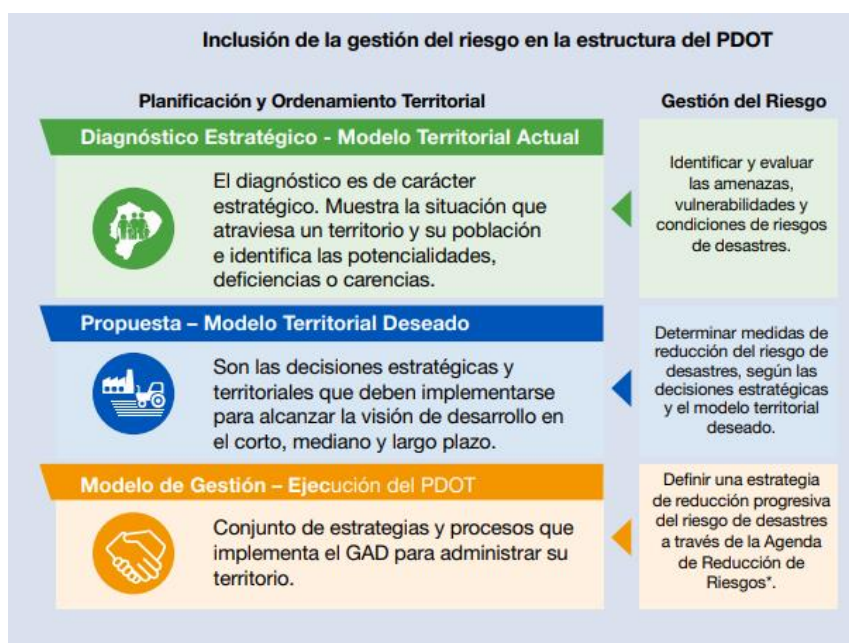 Inclusión de la gestión del riesgo en la estructura del PDOT
Planificación y Ordenamiento Territorial
Gestión del Riesgo
Diagnóstico Estratégico - Modelo Territorial Actual
El diagnóstico es de carácter
estratégico. Muestra la situación que
atraviesa un territorio y su población
e identifica las potencialidades,
deficiencias o carencias.
Identificar y evaluar
las amenazas,
vulnerabilidades y
condiciones de riesgos
de desastres.
Propuesta – Modelo Territorial Deseado
Son las decisiones estratégicas y
territoriales que deben implementarse
para alcanzar la visión de desarrollo en
el corto, mediano y largo plazo.
Determinar medidas de
reducción del riesgo de
desastres, según las
decisiones estratégicas
y el modelo territorial
deseado.
Modelo de Gestión – Ejecución del PDOT
Conjunto de estrategias y procesos que
implementa el GAD para administrar su
territorio.
Definir una estrategia
de reducción progresiva
del riesgo de desastres
a través de la Agenda
de Reducción de
Riesgos*.